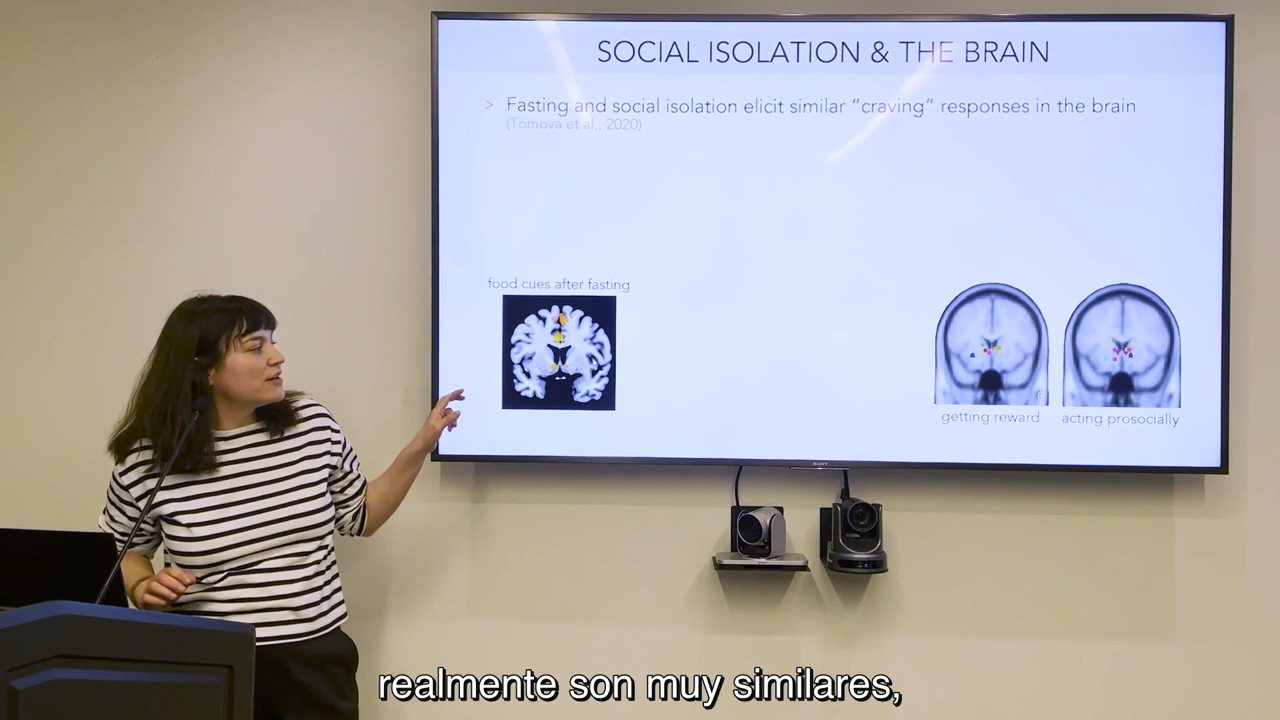 SOCIAL ISOLATION & THE BRAIN
> Fasting and social isolation elicit similar “craving” responses in the brain
(Tomova et al., 2020)
food cues after fasting
getting reward
acting prosocially
SONY
realmente son muy similares,